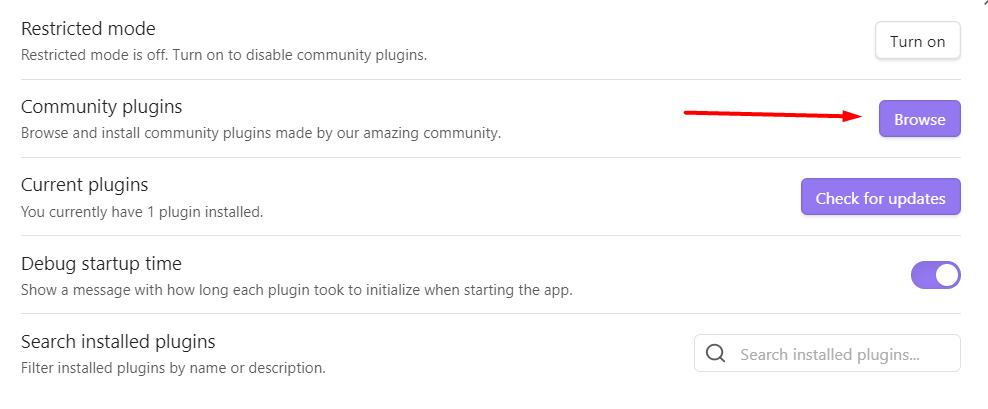 Restricted mode
Restricted mode is off. Turn on to disable community plugins.
Turn on
Community plugins
Browse and install community plugins made by our amazing community.
Browse
Current plugins
You currently have 1 plugin installed.
Check for updates
Debug startup time
Show a message with how long each plugin took to initialize when starting the app.
Search installed plugins
Filter installed plugins by name or description.
Search installed plugins...